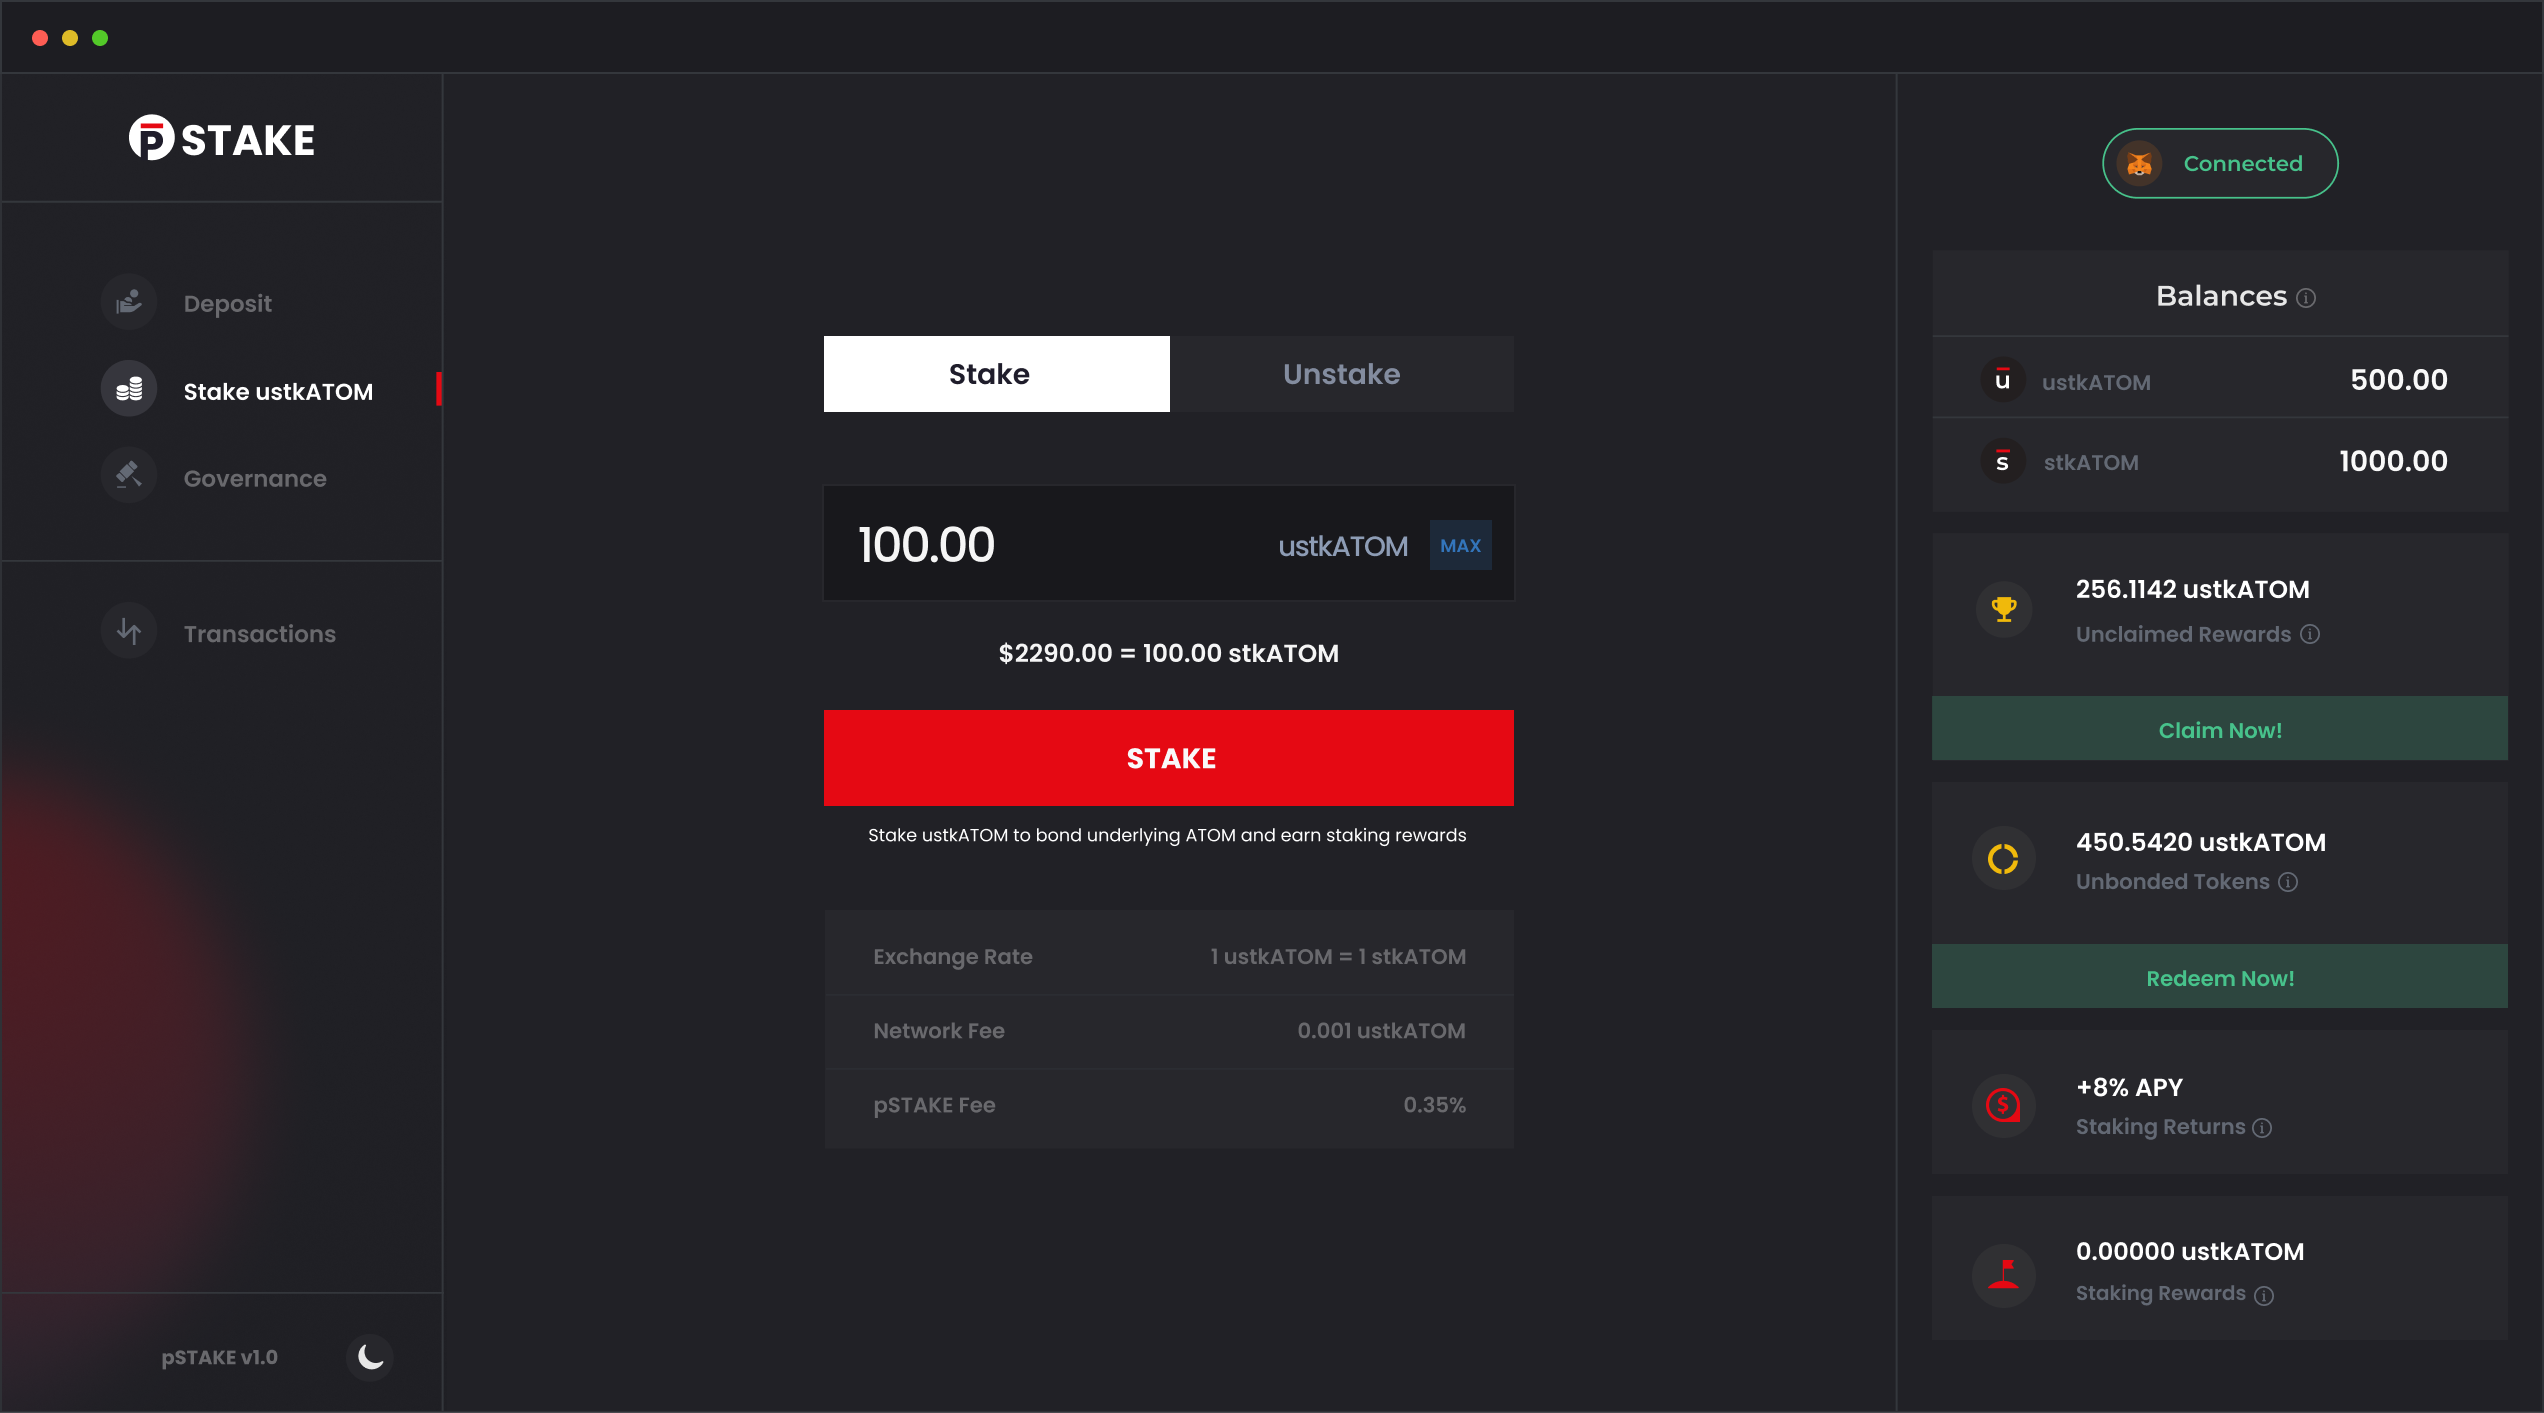 pSTAKE
Deposit
Stake ustkATOM
Governance
Transactions
pSTAKE v1.0
Stake
Unstake
100.00 ustkATOM MAX
$2290.00 = 100.00 stkATOM
STAKE
Stake ustkATOM to bond underlying ATOM and earn staking rewards
Exchange Rate 1 ustkATOM = 1 stkATOM
Network Fee 0.001 ustkATOM
pSTAKE Fee 0.35%
Connected
Balances
u ustkATOM 500.00
s stkATOM 1000.00
256.1142 ustkATOM
Unclaimed Rewards
Claim Now!
450.5420 ustkATOM
Unbonded Tokens
Redeem Now!
+8% APY
Staking Returns
0.00000 ustkATOM
Staking Rewards